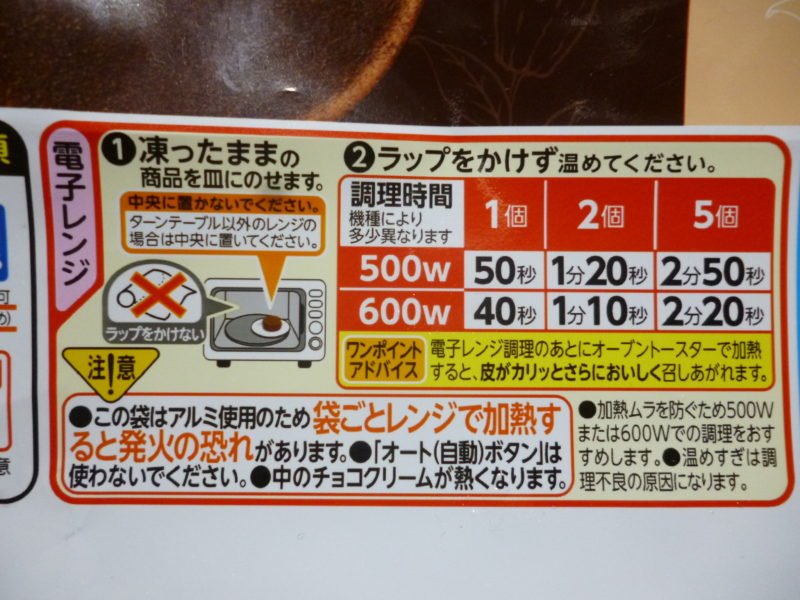 電子レンジ
❶凍ったままの
商品を皿にのせます。
中央に置かないでください。
ターンテーブル以外のレンジの
場合は中央に置いてください。
ラップをかけない
❷ラップをかけず温めてください。
調理時間
機種により
多少異なります
1個 2個 5個
500W 50秒 1分20秒 2分50秒
600W 40秒 1分10秒 2分20秒
ワンポイント
アドバイス
電子レンジ調理のあとにオーブントースターで加熱
すると、皮がカリッとさらにおいしく召しあがれます。
注!意
●この袋はアルミ使用のため袋ごとレンジで加熱す
ると発火の恐れがあります。●「オート(自動)ボタン」は
使わないでください。●中のチョコクリームが熱くなります。
●加熱ムラを防ぐため500W
または600Wでの調理をおす
すめします。●温めすぎは調
理不良の原因になります。